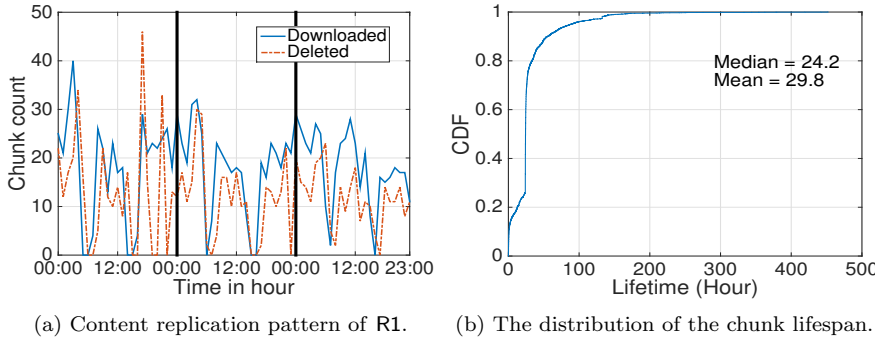 50
40
30
20
10
0
Chunk count
Downloaded
Deleted
00:00 12:00 00:00 12:00 00:00 12:00 23:00
Time in hour
(a) Content replication pattern of R1.
1
0.8
0.6
0.4
0.2
0
CDF
Median = 24.2
Mean = 29.8
0 100 200 300 400 500
Lifetime (Hour)
(b) The distribution of the chunk lifespan.